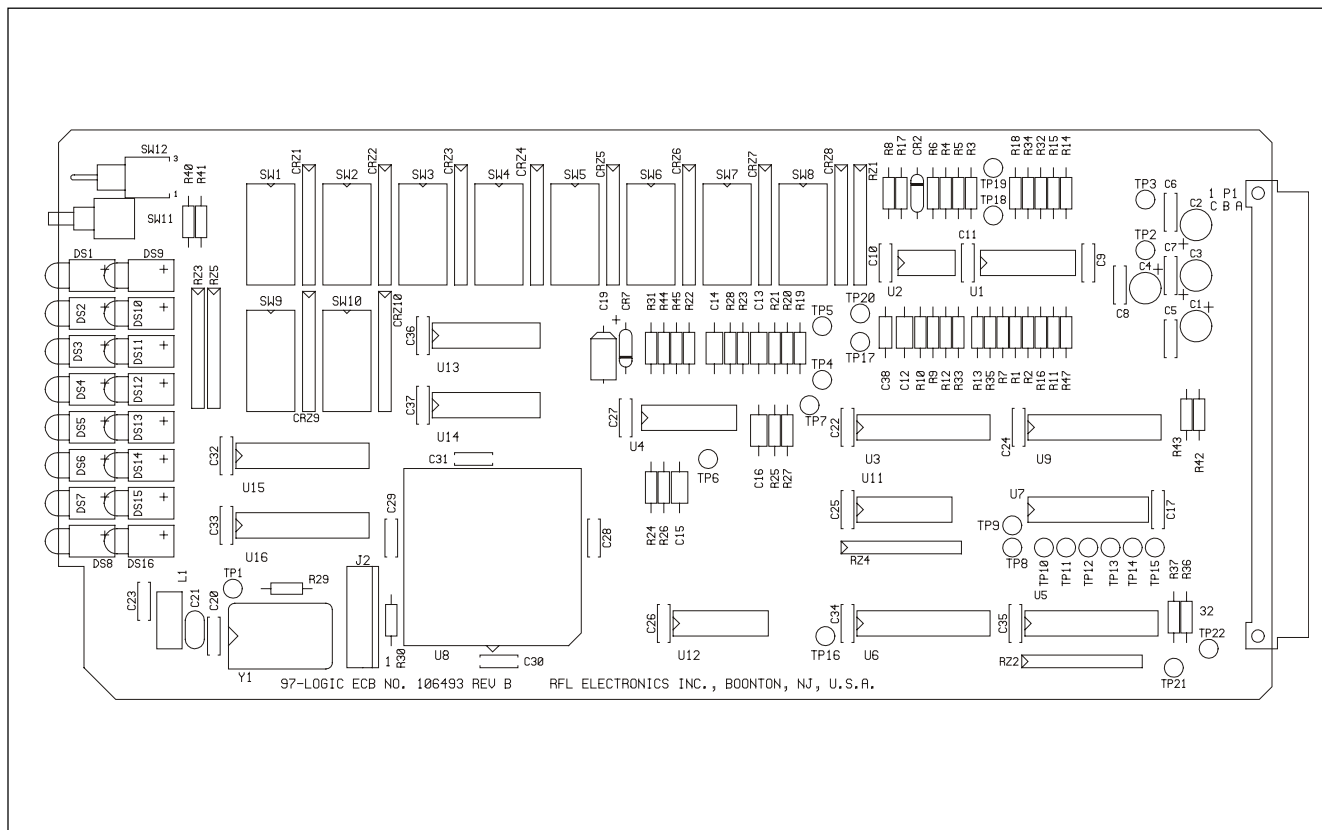 SW12
3
1
R40
R41
SW11
SW1
CRZ1
SW2
CRZ2
SW3
CRZ3
SW4
CRZ4
SW5
CRZ5
SW6
CRZ6
SW7
CRZ7
SW8
CRZ8
RZ1
R8
R17
CR2
R6
R4
R5
R3
TP19
TP18
R18
R34
R32
R15
R14
TP3
C6
C2
1 P1
C B A
TP2
C7
+
C3
C4
+
C8
+
C1
+
C5
C10
U2
C11
U1
C9
DS1
+
DS9
+
DS2
+
DS10
+
DS3
+
DS11
+
DS4
+
DS12
+
DS5
+
DS13
+
DS6
+
DS14
+
DS7
+
DS15
+
DS8
+
DS16
+
RZ3
RZ5
SW9
CRZ9
SW10
CRZ10
C36
U13
C37
U14
C19
+
CR7
R31
R44
R45
R22
C14
R28
R23
C13
R21
R20
R19
TP5
TP20
TP17
TP4
TP7
C38
C12
R10
R9
R12
R33
R13
R35
R7
R1
R2
R16
R11
R47
R43
R42
C32
U15
C33
U16
C31
C29
C28
C27
U4
TP6
C16
R25
R27
R24
R26
C15
C22
U3
C24
U9
U11
C25
RZ4
U7
C17
TP9
TP8
TP10
TP11
TP12
TP13
TP14
TP15
U5
R37
R36
32
TP22
TP21
C23
L1
C21
C20
TP1
R29
Y1
J2
1
R30
U8
C30
C26
U12
TP16
C34
U6
C35
RZ2
97-LOGIC ECB NO. 106493 REV B RFL ELECTRONICS INC., BOONTON, NJ, U.S.A.